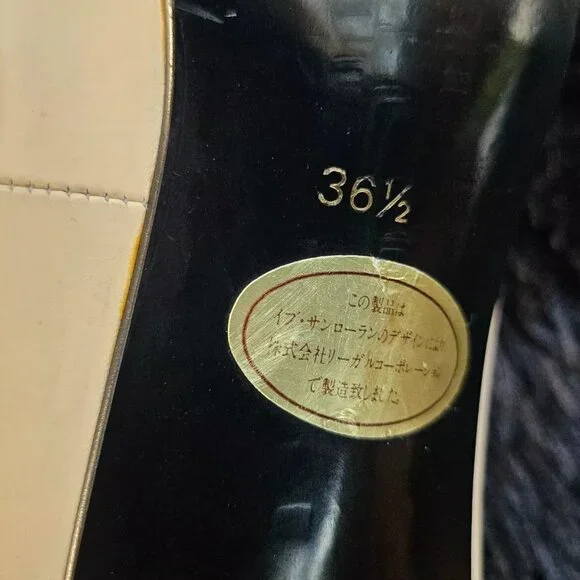 36½
この製品は
イブ・サンローランのデザインにより
株式会社リーガルコーポレーション
で製造致しました